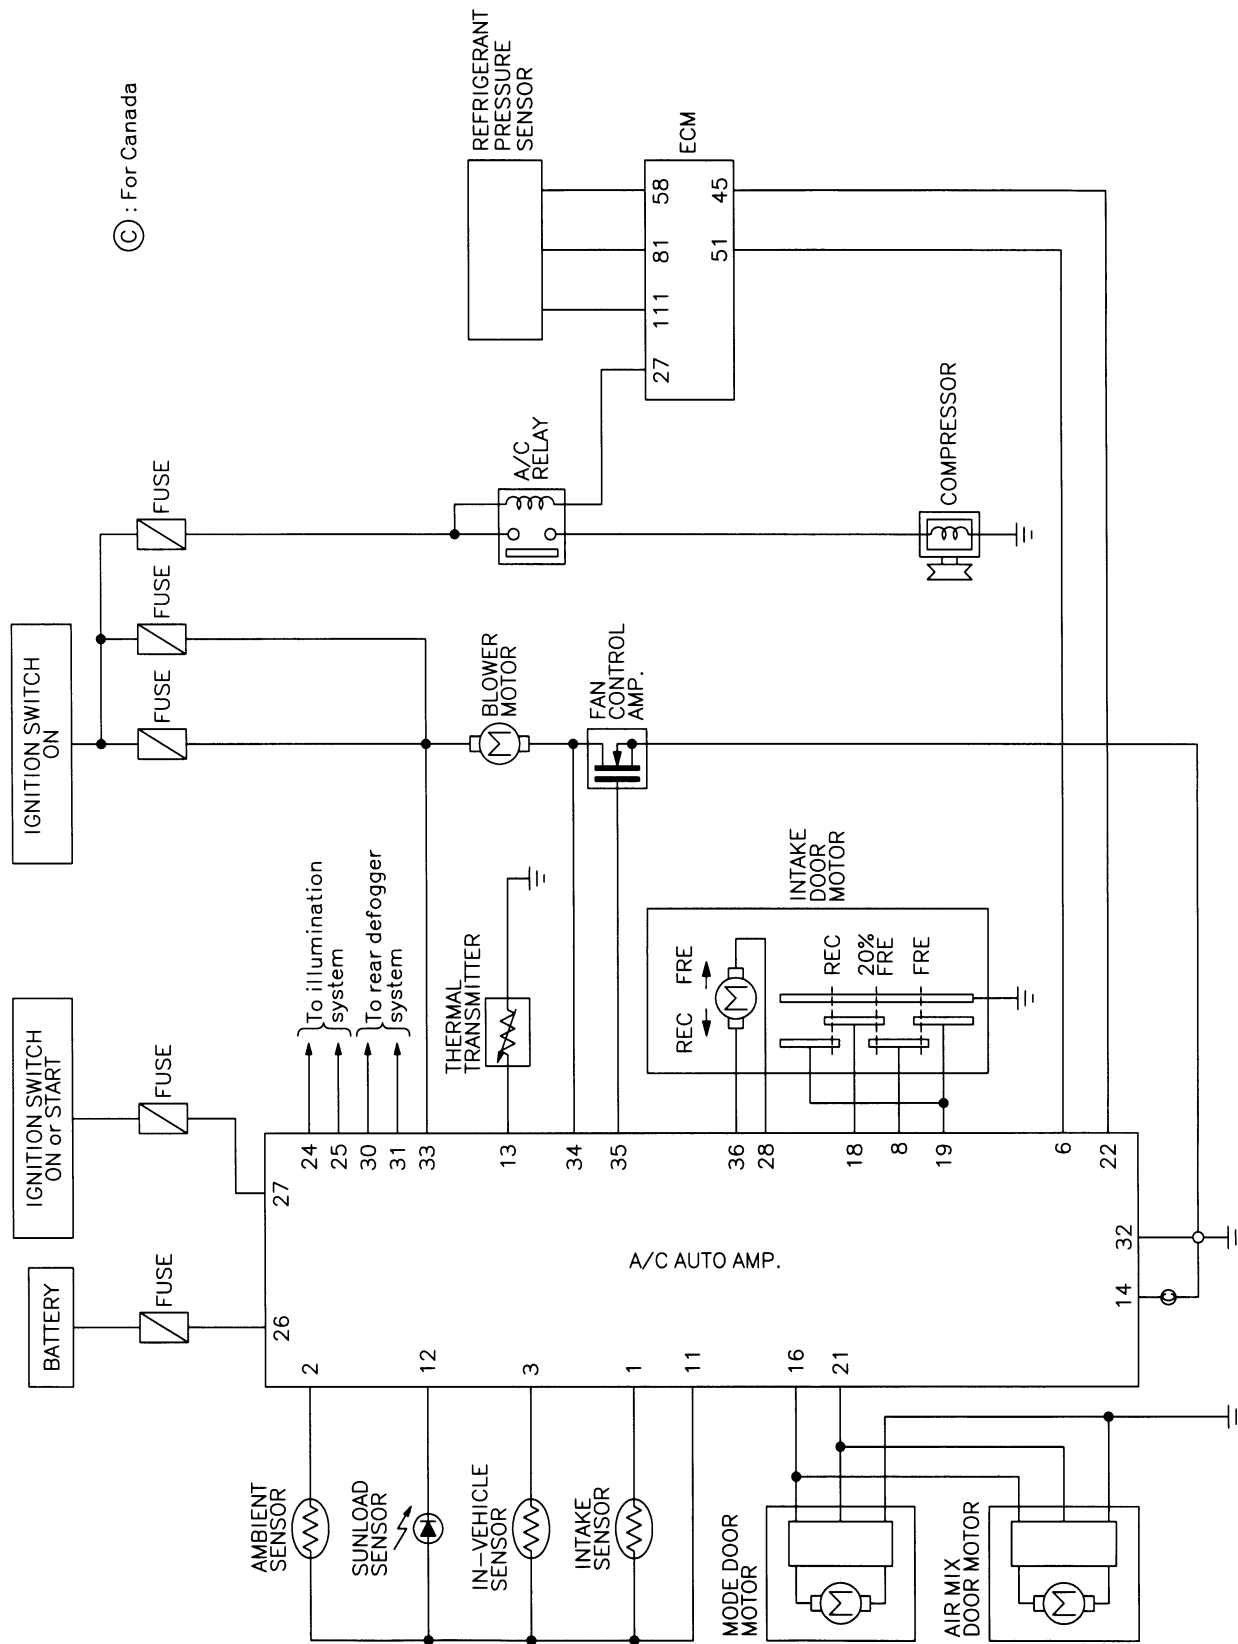 BATTERY
IGNITION SWITCH
ON or START
IGNITION SWITCH
ON
Ⓒ : For Canada
FUSE
FUSE
FUSE
FUSE
FUSE
26
27
To illumination
system
To rear defogger
system
24
25
30
31
33
13
34
35
36
28
18
8
19
6
22
2
12
3
1
11
16
21
14
32
A/C AUTO AMP.
AMBIENT
SENSOR
SUNLOAD
SENSOR
IN-VEHICLE
SENSOR
INTAKE
SENSOR
MODE DOOR
MOTOR
M
AIR MIX
DOOR MOTOR
M
C
THERMAL
TRANSMITTER
BLOWER
MOTOR
M
FAN
CONTROL
AMP.
INTAKE
DOOR
MOTOR
REC
FRE
M
REC
20%
FRE
FRE
A/C
RELAY
COMPRESSOR
REFRIGERANT
PRESSURE
SENSOR
ECM
27
111
81
58
51
45